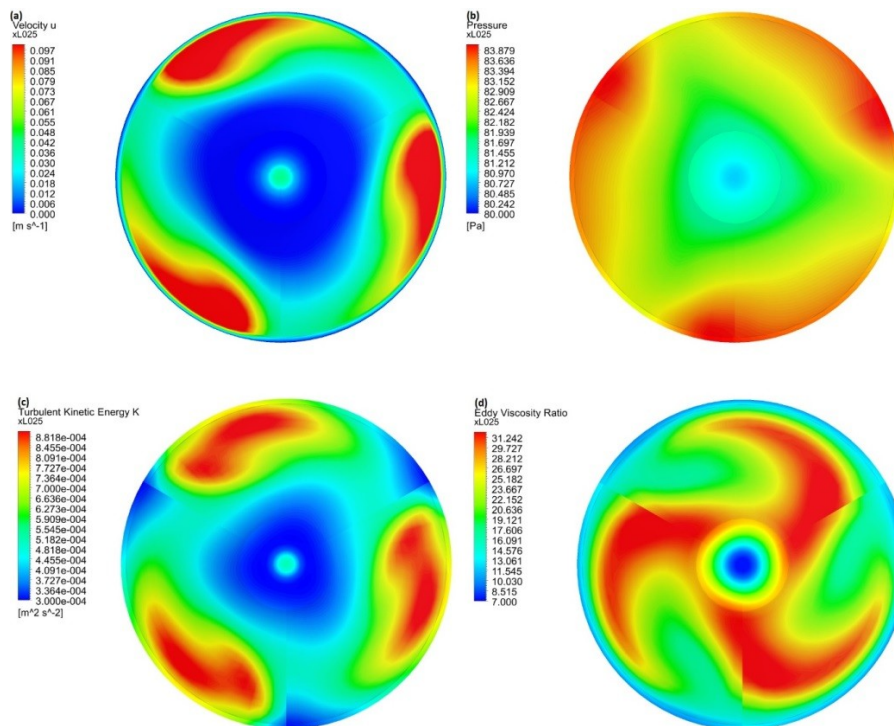 (a)
Velocity u
xL025
0.097
0.091
0.085
0.079
0.073
0.067
0.061
0.055
0.048
0.042
0.036
0.030
0.024
0.018
0.012
0.006
0.000
[m s^-1]
(b)
Pressure
xL025
83.879
83.636
83.394
83.152
82.909
82.667
82.424
82.182
81.939
81.697
81.455
81.212
80.970
80.727
80.485
80.242
80.000
[Pa]
(c)
Turbulent Kinetic Energy K
xL025
8.818e-004
8.455e-004
8.091e-004
7.727e-004
7.364e-004
7.000e-004
6.636e-004
6.273e-004
5.909e-004
5.545e-004
5.182e-004
4.818e-004
4.455e-004
4.091e-004
3.727e-004
3.364e-004
3.000e-004
[m^2 s^-2]
(d)
Eddy Viscosity Ratio
xL025
31.242
29.727
28.212
26.697
25.182
23.667
22.152
20.636
19.121
17.606
16.091
14.576
13.061
11.545
10.030
8.515
7.000